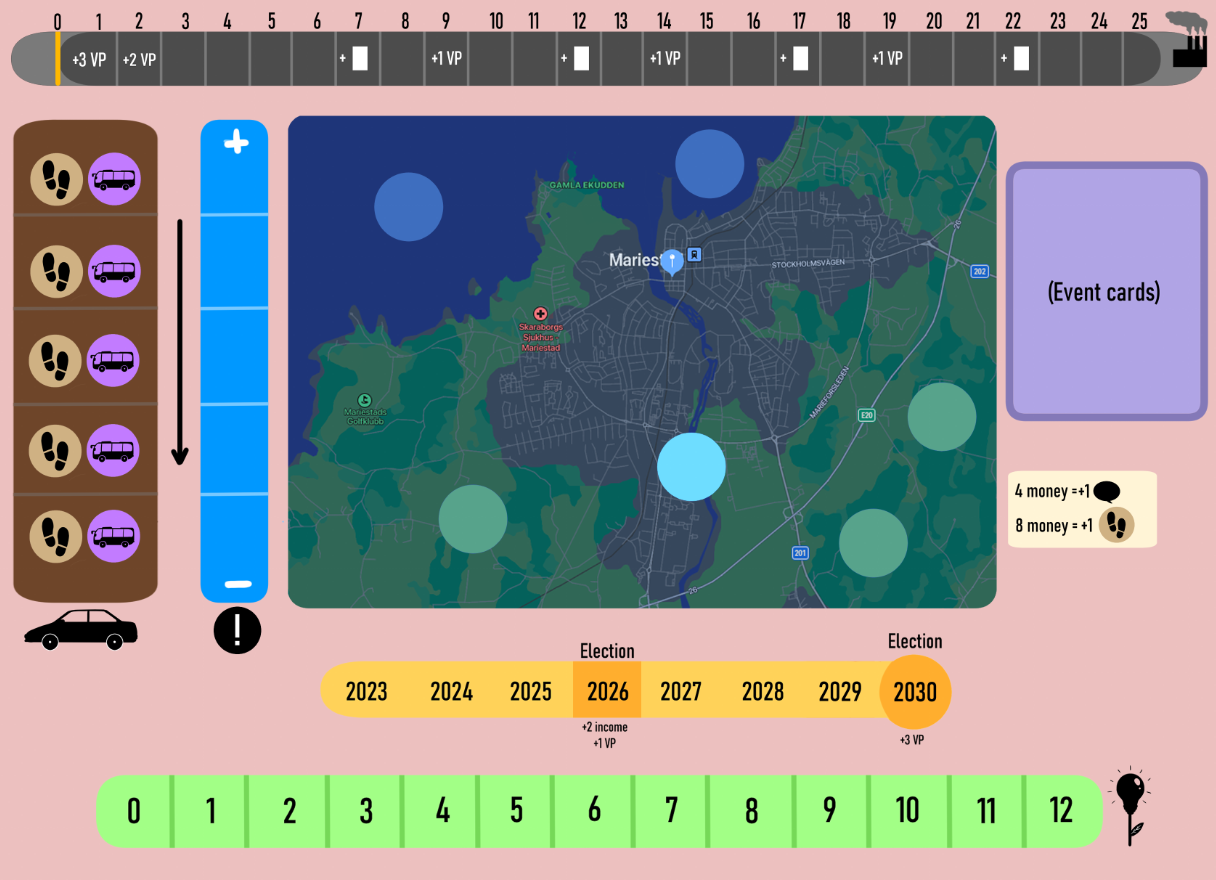 0 1 2 3 4 5 6 7 8 9 10 11 12 13 14 15 16 17 18 19 20 21 22 23 24 25
+3 VP +2 VP + +1 VP + +1 VP + +1 VP +
+
GAMLA EKUDDEN
26
Maries
STOCKHOLMSVÄGEN
202
(Event cards)
Skaraborgs
Sjukhus
Mariestad
MARIEFORSLEDEN
Mariestads
Golfklubb
E20
4 money =+1
8 money = +1
201
26
!
Election
Election
2023 2024 2025 2026 2027 2028 2029 2030
+2 income
+1 VP
+3 VP
0 1 2 3 4 5 6 7 8 9 10 11 12